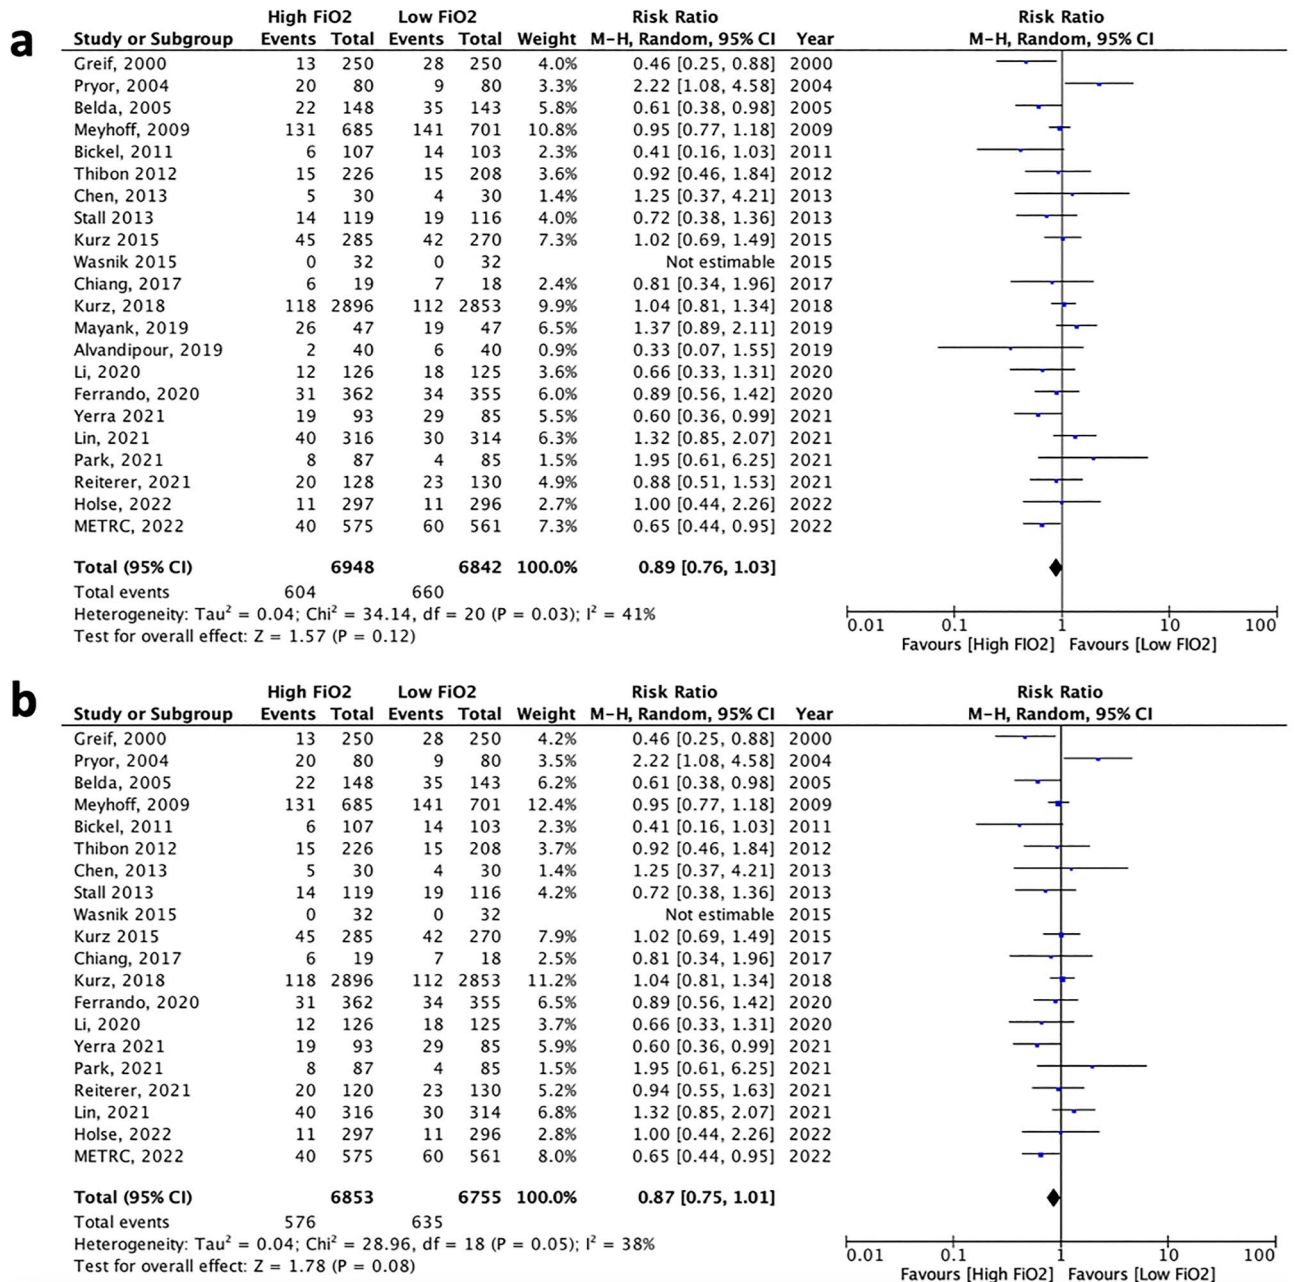 a
High FiO2 Low FiO2 Risk Ratio Risk Ratio
Study or Subgroup Events Total Events Total Weight M-H, Random, 95% CI Year M-H, Random, 95% CI
Greif, 2000 13 250 28 250 4.0% 0.46 [0.25, 0.88] 2000
Pryor, 2004 20 80 9 80 3.3% 2.22 [1.08, 4.58] 2004
Belda, 2005 22 148 35 143 5.8% 0.61 [0.38, 0.98] 2005
Meyhoff, 2009 131 685 141 701 10.8% 0.95 [0.77, 1.18] 2009
Bickel, 2011 6 107 14 103 2.3% 0.41 [0.16, 1.03] 2011
Thibon 2012 15 226 15 208 3.6% 0.92 [0.46, 1.84] 2012
Chen, 2013 5 30 4 30 1.4% 1.25 [0.37, 4.21] 2013
Stall 2013 14 119 19 116 4.0% 0.72 [0.38, 1.36] 2013
Kurz 2015 45 285 42 270 7.3% 1.02 [0.69, 1.49] 2015
Wasnik 2015 0 32 0 32 Not estimable 2015
Chiang, 2017 6 19 7 18 2.4% 0.81 [0.34, 1.96] 2017
Kurz, 2018 118 2896 112 2853 9.9% 1.04 [0.81, 1.34] 2018
Mayank, 2019 26 47 19 47 6.5% 1.37 [0.89, 2.11] 2019
Alvandipour, 2019 2 40 6 40 0.9% 0.33 [0.07, 1.55] 2019
Li, 2020 12 126 18 125 3.6% 0.66 [0.33, 1.31] 2020
Ferrando, 2020 31 362 34 355 6.0% 0.89 [0.56, 1.42] 2020
Yerra 2021 19 93 29 85 5.5% 0.60 [0.36, 0.99] 2021
Lin, 2021 40 316 30 314 6.3% 1.32 [0.85, 2.07] 2021
Park, 2021 8 87 4 85 1.5% 1.95 [0.61, 6.25] 2021
Reiterer, 2021 20 128 23 130 4.9% 0.88 [0.51, 1.53] 2021
Holse, 2022 11 297 11 296 2.7% 1.00 [0.44, 2.26] 2022
METRC, 2022 40 575 60 561 7.3% 0.65 [0.44, 0.95] 2022
Total (95% CI) 6948 6842 100.0% 0.89 [0.76, 1.03]
Total events 604 660
Heterogeneity: Tau² = 0.04; Chi² = 34.14, df = 20 (P = 0.03); I² = 41%
Test for overall effect: Z = 1.57 (P = 0.12)
0.01 0.1 1 10 100
Favours [High FIO2] Favours [Low FIO2]
b
High FiO2 Low FiO2 Risk Ratio Risk Ratio
Study or Subgroup Events Total Events Total Weight M-H, Random, 95% CI Year M-H, Random, 95% CI
Greif, 2000 13 250 28 250 4.2% 0.46 [0.25, 0.88] 2000
Pryor, 2004 20 80 9 80 3.5% 2.22 [1.08, 4.58] 2004
Belda, 2005 22 148 35 143 6.2% 0.61 [0.38, 0.98] 2005
Meyhoff, 2009 131 685 141 701 12.4% 0.95 [0.77, 1.18] 2009
Bickel, 2011 6 107 14 103 2.3% 0.41 [0.16, 1.03] 2011
Thibon 2012 15 226 15 208 3.7% 0.92 [0.46, 1.84] 2012
Chen, 2013 5 30 4 30 1.4% 1.25 [0.37, 4.21] 2013
Stall 2013 14 119 19 116 4.2% 0.72 [0.38, 1.36] 2013
Wasnik 2015 0 32 0 32 Not estimable 2015
Kurz 2015 45 285 42 270 7.9% 1.02 [0.69, 1.49] 2015
Chiang, 2017 6 19 7 18 2.5% 0.81 [0.34, 1.96] 2017
Kurz, 2018 118 2896 112 2853 11.2% 1.04 [0.81, 1.34] 2018
Ferrando, 2020 31 362 34 355 6.5% 0.89 [0.56, 1.42] 2020
Li, 2020 12 126 18 125 3.7% 0.66 [0.33, 1.31] 2020
Yerra 2021 19 93 29 85 5.9% 0.60 [0.36, 0.99] 2021
Park, 2021 8 87 4 85 1.5% 1.95 [0.61, 6.25] 2021
Reiterer, 2021 20 120 23 130 5.2% 0.94 [0.55, 1.63] 2021
Lin, 2021 40 316 30 314 6.8% 1.32 [0.85, 2.07] 2021
Holse, 2022 11 297 11 296 2.8% 1.00 [0.44, 2.26] 2022
METRC, 2022 40 575 60 561 8.0% 0.65 [0.44, 0.95] 2022
Total (95% CI) 6853 6755 100.0% 0.87 [0.75, 1.01]
Total events 576 635
Heterogeneity: Tau² = 0.04; Chi² = 28.96, df = 18 (P = 0.05); I² = 38%
Test for overall effect: Z = 1.78 (P = 0.08)
0.01 0.1 1 10 100
Favours [High FIO2] Favours [Low FIO2]